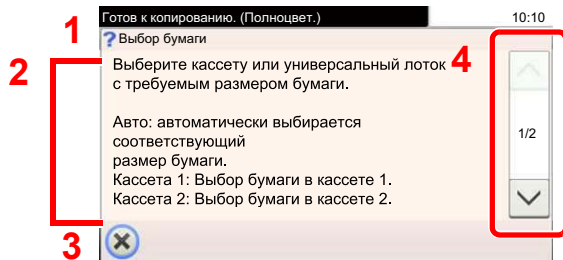 Готов к копированию. (Полноцвет.) 10:10
1
? Выбор бумаги
2
Выберите кассету или универсальный лоток 4
с требуемым размером бумаги.
Авто: автоматически выбирается
соответствующий
1/2
размер бумаги.
Кассета 1: Выбор бумаги в кассете 1.
Кассета 2: Выбор бумаги в кассете 2.
3